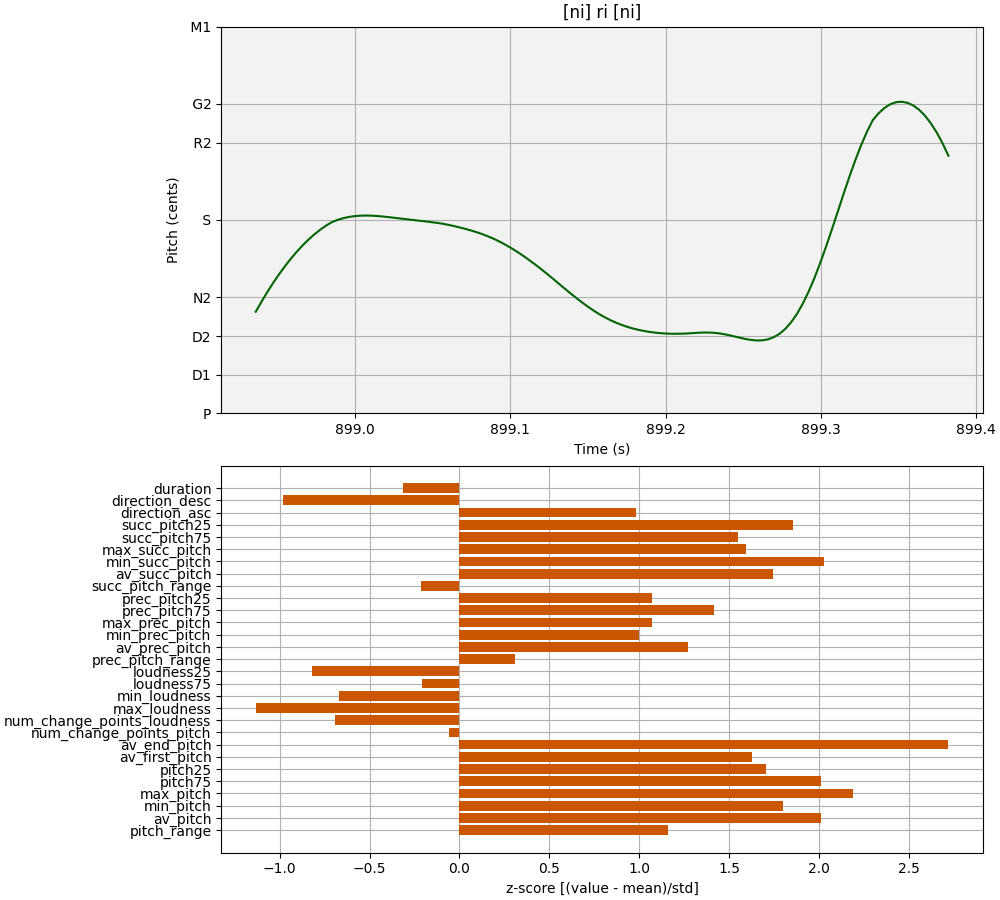 [ni] ri [ni]
M1
G2
R2
S
N2
D2
D1
P
Pitch (cents)
899.0 899.1 899.2 899.3 899.4
Time (s)
duration
direction_desc
direction_asc
succ_pitch25
succ_pitch75
max_succ_pitch
min_succ_pitch
av_succ_pitch
succ_pitch_range
prec_pitch25
prec_pitch75
max_prec_pitch
min_prec_pitch
av_prec_pitch
prec_pitch_range
loudness25
loudness75
min_loudness
max_loudness
num_change_points_loudness
num_change_points_pitch
av_end_pitch
av_first_pitch
pitch25
pitch75
max_pitch
min_pitch
av_pitch
pitch_range
−1.0 −0.5 0.0 0.5 1.0 1.5 2.0 2.5
z-score [(value - mean)/std]